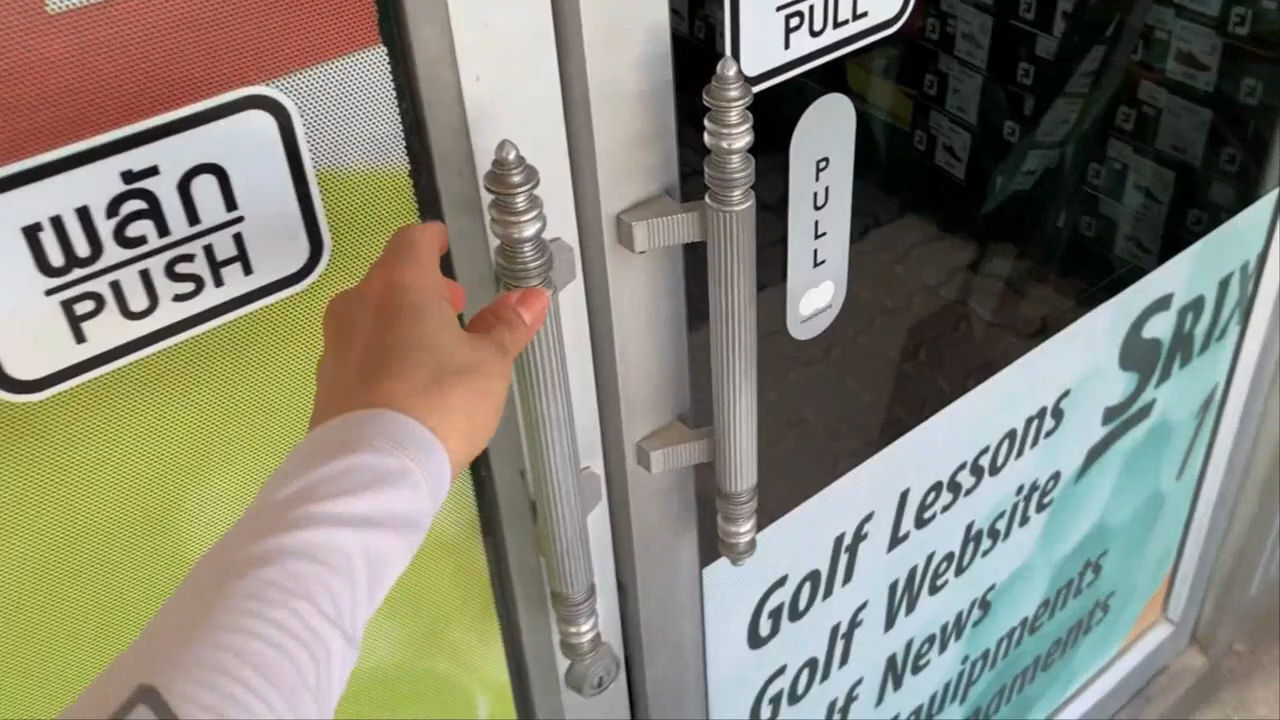 ผลัก
PUSH
PULL
PULL
SRIX
Golf Lessons
Golf Website
Golf News